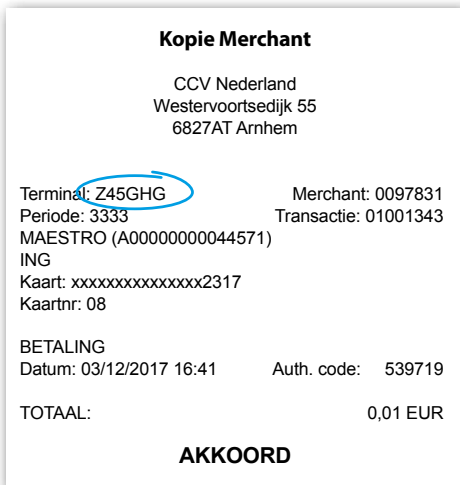 Kopie Merchant
CCV Nederland
Westervoortsedijk 55
6827AT Arnhem
Terminal: Z45GHG Merchant: 0097831
Periode: 3333 Transactie: 01001343
MAESTRO (A00000000044571)
ING
Kaart: xxxxxxxxxxxxxxx2317
Kaartnr: 08
BETALING
Datum: 03/12/2017 16:41 Auth. code: 539719
TOTAAL: 0,01 EUR
AKKOORD